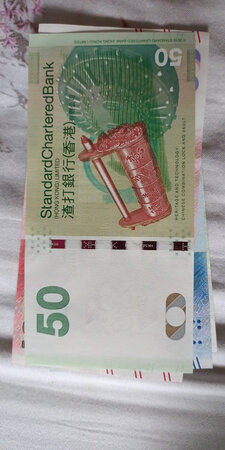 StandardCharteredBank
(HONG KONG) LIMITED
渣打銀行(香港)
50
HERITAGE AND TECHNOLOGY:
CHINESE COMBINATION LOCK AND VAULT
50